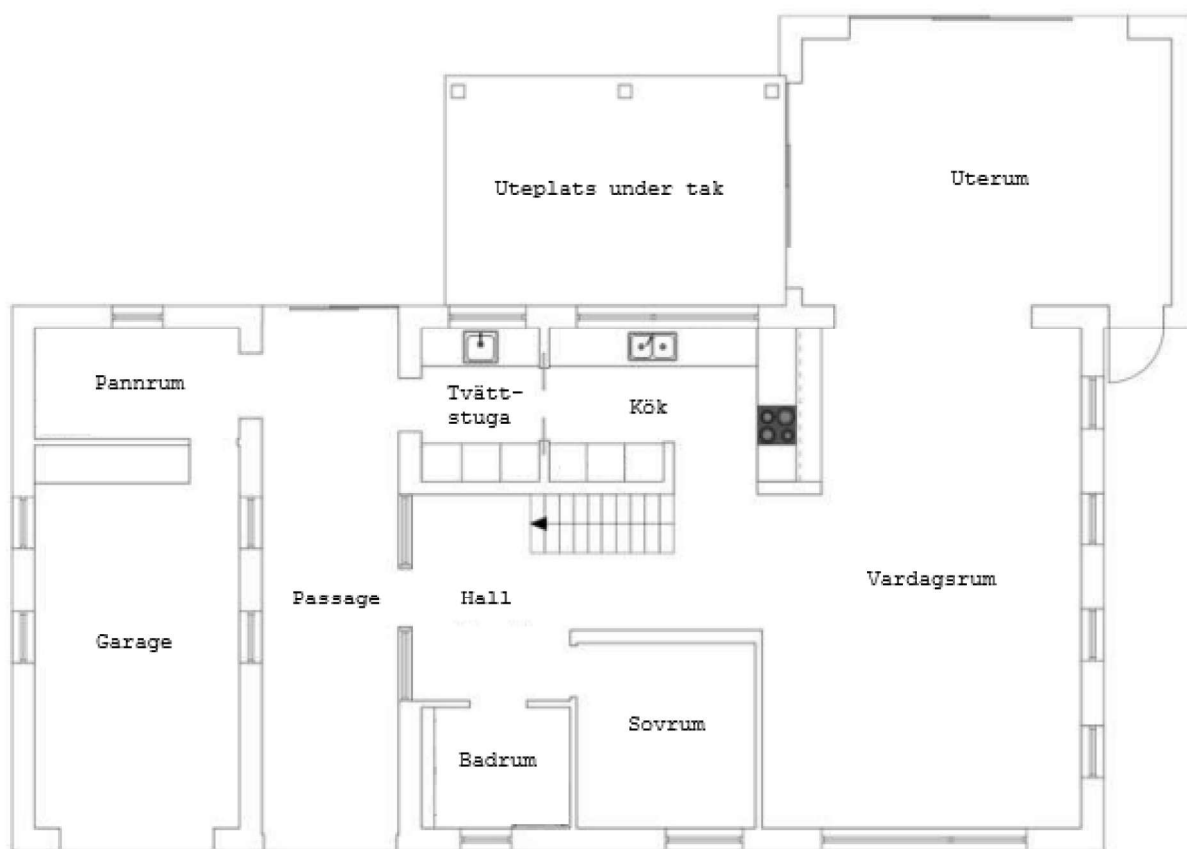 Uteplats under tak
Uterum
Pannrum
Tvätt-
stuga
Kök
Vardagsrum
Passage
Hall
Garage
Sovrum
Badrum